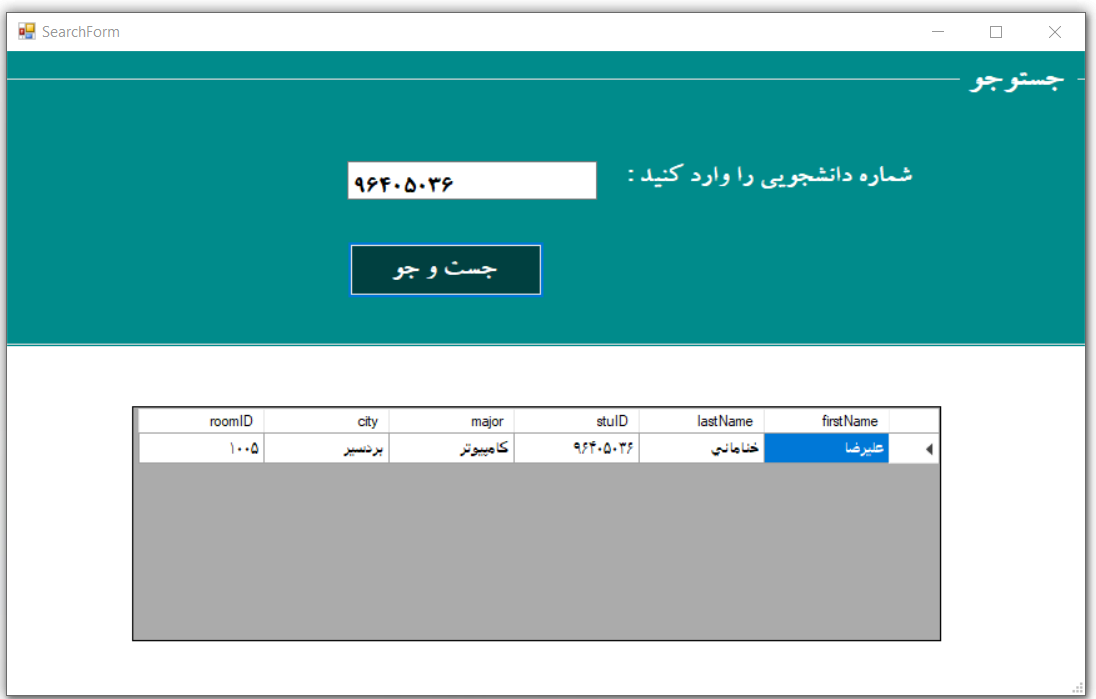 SearchForm
جستوجو
شماره دانشجویی را وارد کنید :
۹۶۴۰۵۰۳۶
جست و جو
firstName lastName stuID major city roomID
علیرضا خناماني ۹۶۴۰۵۰۳۶ کامپیوتر بردسیر ۱۰۰۵